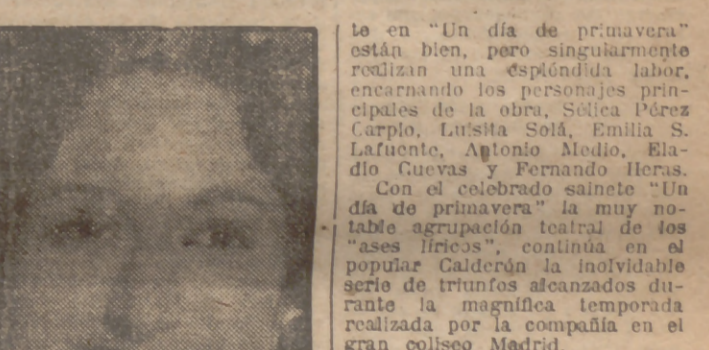 te en "Un día de primavera"
están bien, pero singularmente
realizan una espléndida labor,
encarnando los personajes prin-
cipales de la obra, Sélica Pérez
Carpio, Luisita Solá, Emilia S.
Lafuente, Antonio Medio, Ela-
dio Cuevas y Fernando Heras.
Con el celebrado sainete "Un
día de primavera" la muy no-
table agrupación teatral de los
"ases líricos", continúa en el
popular Calderón la inolvidable
serie de triunfos alcanzados du-
rante la magnífica temporada
realizada por la compañía en el
gran coliseo Madrid